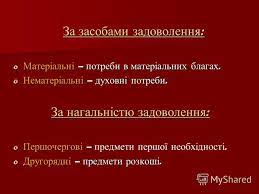 За засобами задоволення:
Матеріальні – потреби в матеріальних благах.
Нематеріальні – духовні потреби.
За нагальністю задоволення:
Першочергові – предмети першої необхідності.
Другорядні – предмети розкоші.
MyShared